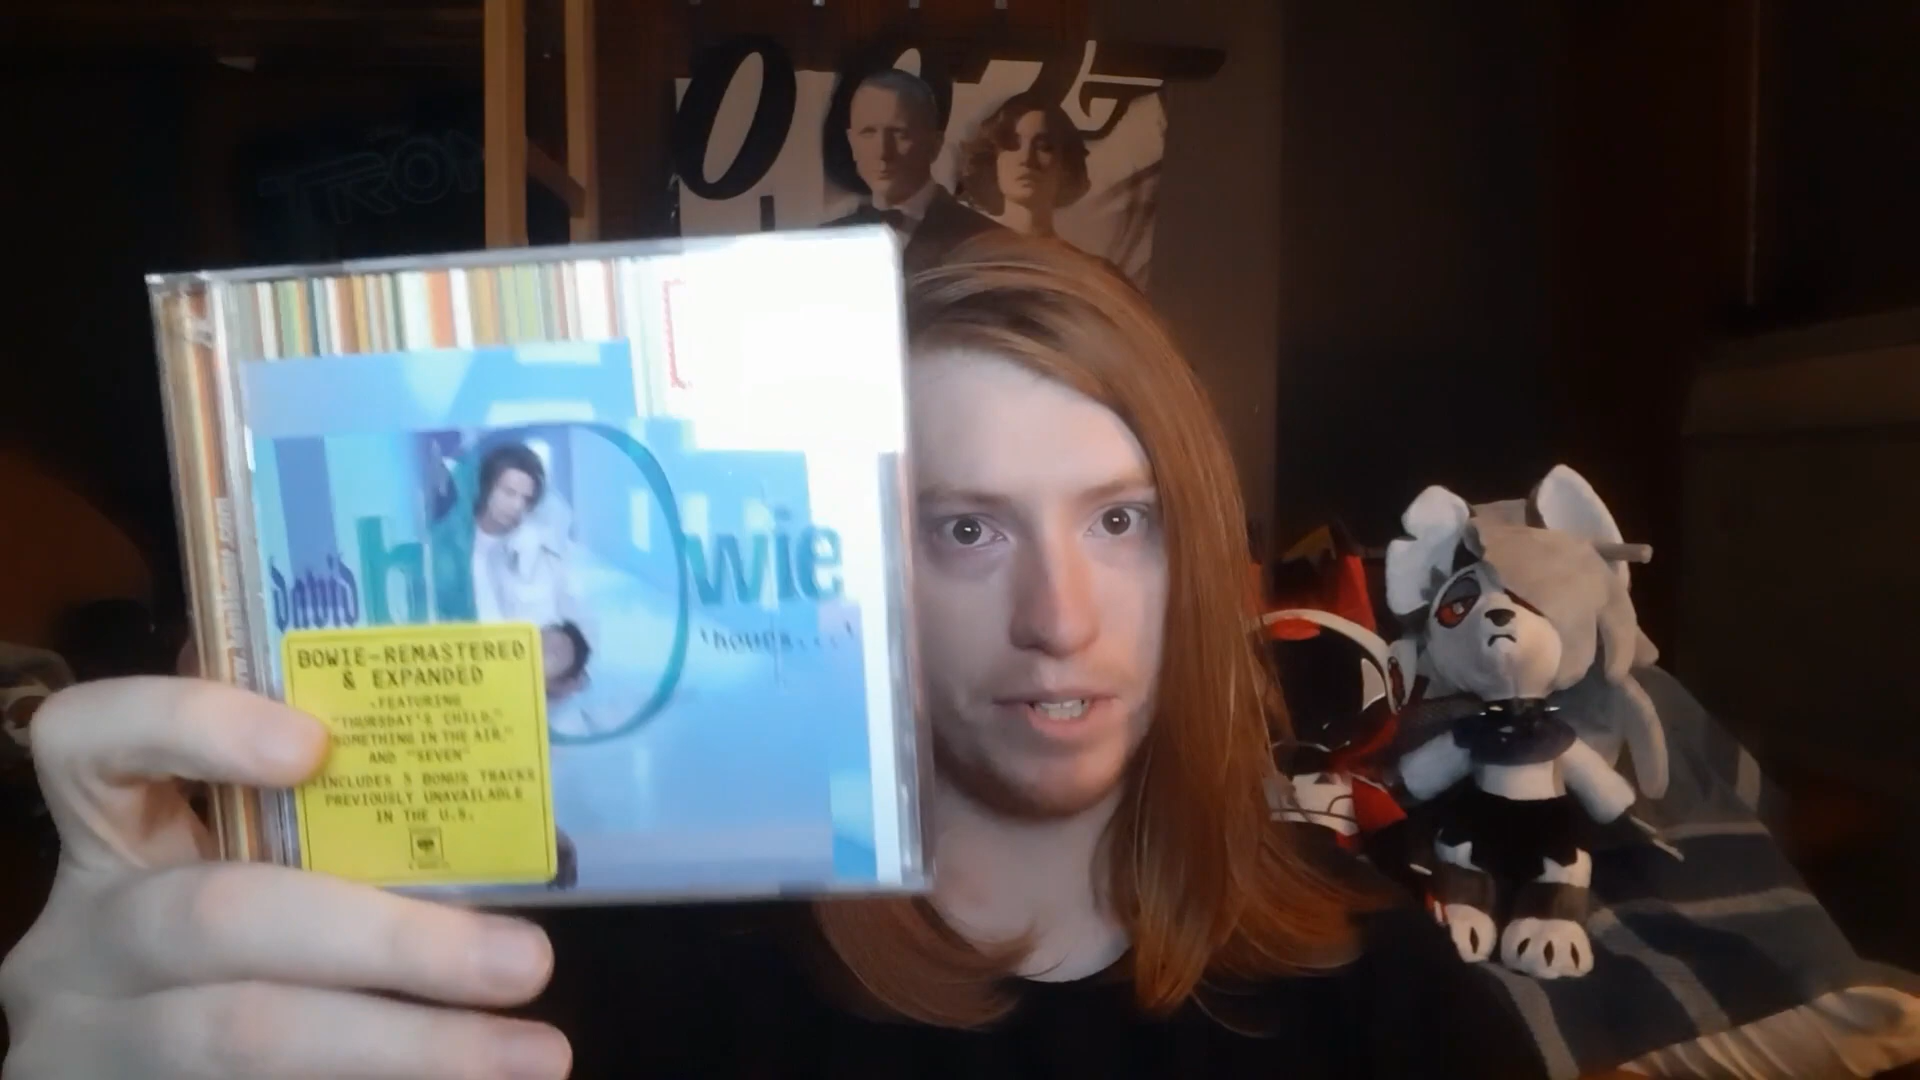 TRON
007
david bowie
'hours...'
BOWIE-REMASTERED
& EXPANDED
-FEATURING
"THURSDAY'S CHILD,"
"SOMETHING IN THE AIR,"
AND "SEVEN"
INCLUDES 5 BONUS TRACKS
PREVIOUSLY UNAVAILABLE
IN THE U.S.